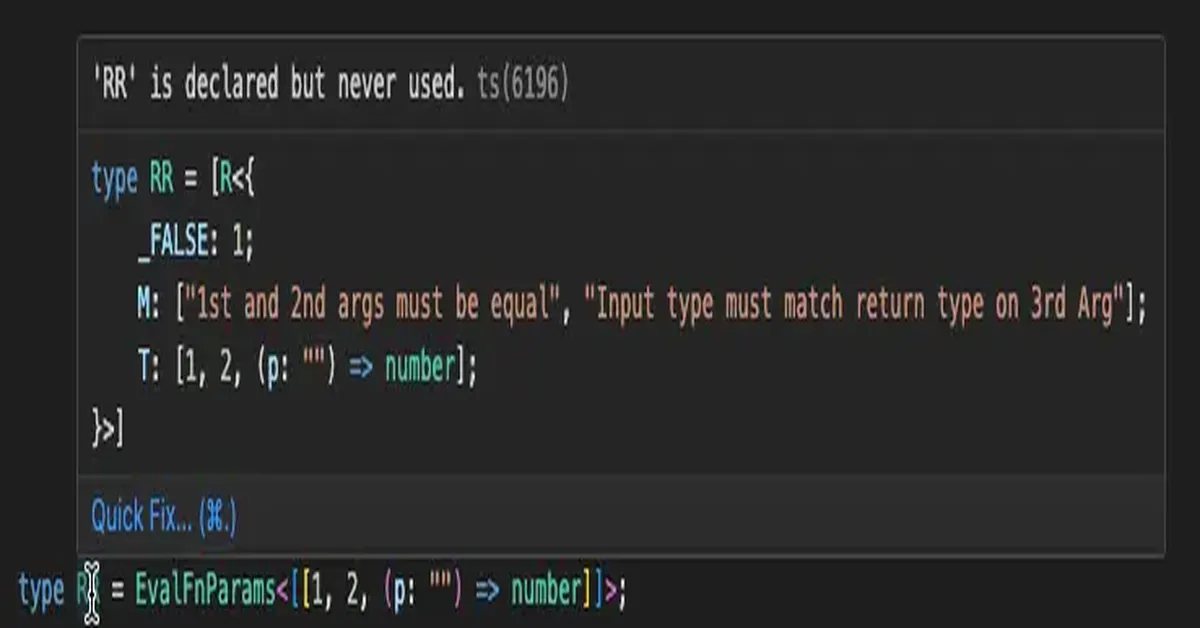 'RR' is declared but never used. ts(6196)
type RR = [R<{
_FALSE: 1;
M: ["1st and 2nd args must be equal", "Input type must match return type on 3rd Arg"];
T: [1, 2, (p: "") => number];
}>]
Quick Fix... (⌘.)
type RR = EvalFnParams<[[1, 2, (p: "") => number]]>;